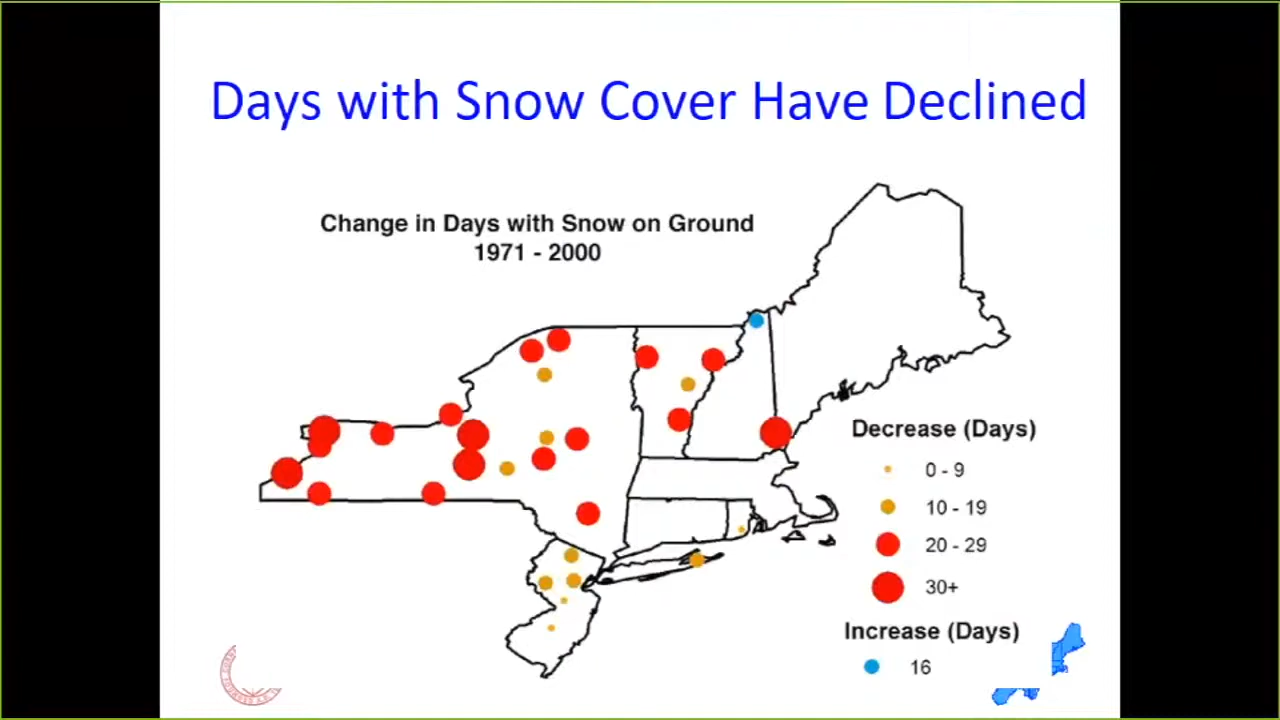 Days with Snow Cover Have Declined
Change in Days with Snow on Ground
1971 - 2000
Decrease (Days)
0 - 9
10 - 19
20 - 29
30+
Increase (Days)
16